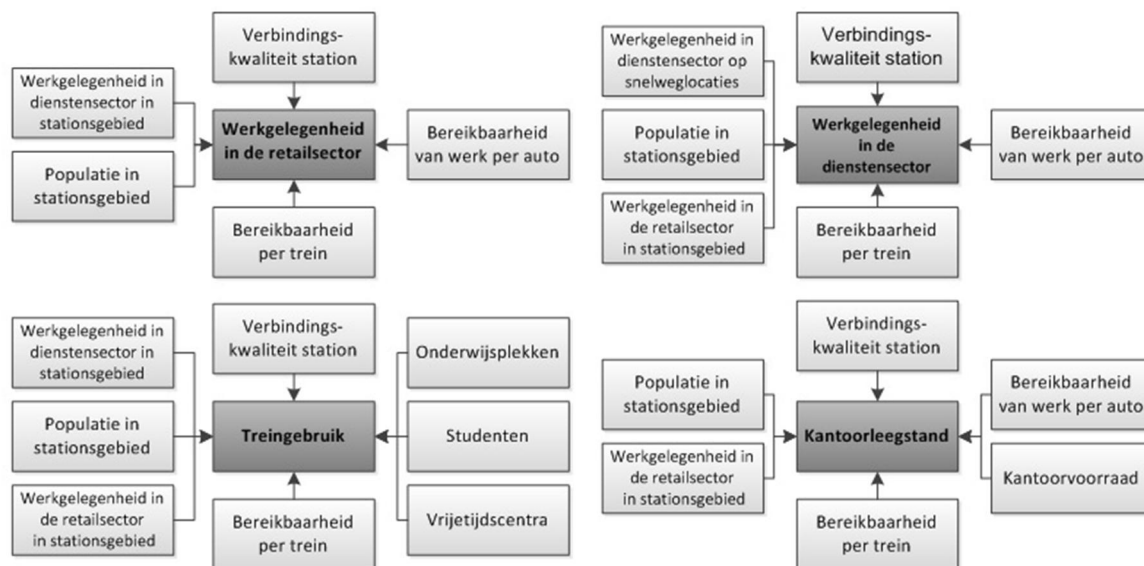 Verbindings-
kwaliteit station
Werkgelegenheid in
dienstensector in
stationsgebied
Populatie in
stationsgebied
Werkgelegenheid
in de retailsector
Bereikbaarheid
van werk per auto
Bereikbaarheid
per trein
Werkgelegenheid in
dienstensector op
snelweglocaties
Verbindings-
kwaliteit station
Populatie in
stationsgebied
Werkgelegenheid in
de retailsector
in stationsgebied
Werkgelegenheid
in de
dienstensector
Bereikbaarheid
van werk per auto
Bereikbaarheid
per trein
Werkgelegenheid in
dienstensector in
stationsgebied
Verbindings-
kwaliteit station
Onderwijsplekken
Populatie in
stationsgebied
Treingebruik
Studenten
Werkgelegenheid in
de retailsector
in stationsgebied
Bereikbaarheid
per trein
Vrijetijdscentra
Verbindings-
kwaliteit station
Populatie in
stationsgebied
Werkgelegenheid in
de retailsector
in stationsgebied
Kantoorleegstand
Bereikbaarheid
van werk per auto
Kantoorvoorraad
Bereikbaarheid
per trein